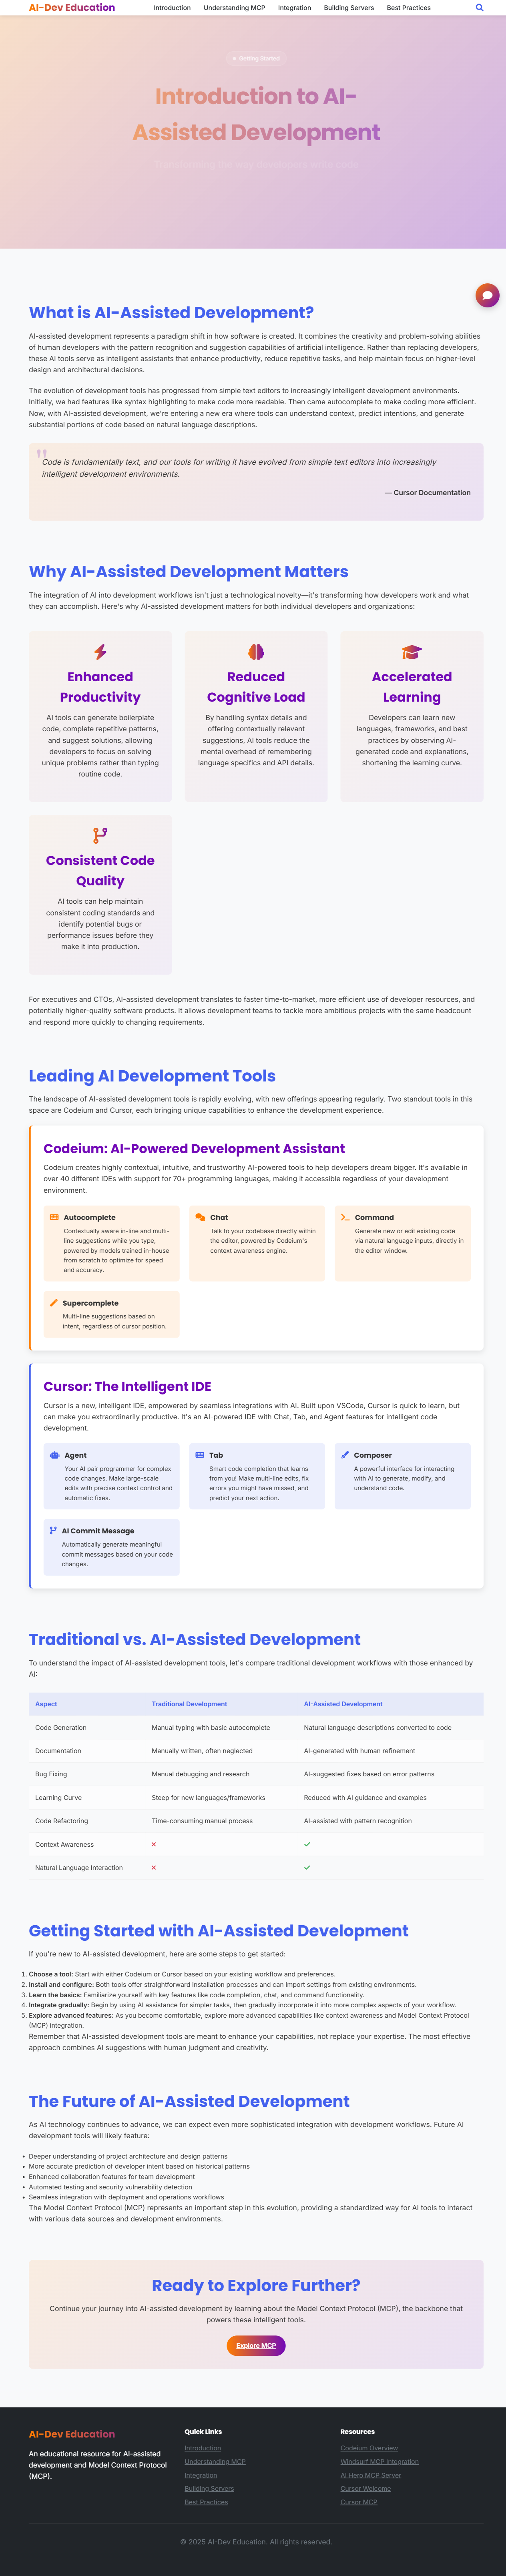 AI-Dev Education
Introduction
Understanding MCP
Integration
Building Servers
Best Practices
Getting Started
Introduction to AI-
Assisted Development
Transforming the way developers write code
What is AI-Assisted Development?
AI-assisted development represents a paradigm shift in how software is created. It combines the creativity and problem-solving abilities
of human developers with the pattern recognition and suggestion capabilities of artificial intelligence. Rather than replacing developers,
these AI tools serve as intelligent assistants that enhance productivity, reduce repetitive tasks, and help maintain focus on higher-level
design and architectural decisions.
The evolution of development tools has progressed from simple text editors to increasingly intelligent development environments.
Initially, we had features like syntax highlighting to make code more readable. Then came autocomplete to make coding more efficient.
Now, with AI-assisted development, we're entering a new era where tools can understand context, predict intentions, and generate
substantial portions of code based on natural language descriptions.
"
Code is fundamentally text, and our tools for writing it have evolved from simple text editors into increasingly
intelligent development environments.
— Cursor Documentation
Why AI-Assisted Development Matters
The integration of AI into development workflows isn't just a technological novelty—it's transforming how developers work and what
they can accomplish. Here's why AI-assisted development matters for both individual developers and organizations:
Enhanced
Productivity
AI tools can generate boilerplate
code, complete repetitive patterns,
and suggest solutions, allowing
developers to focus on solving
unique problems rather than typing
routine code.
Reduced
Cognitive Load
By handling syntax details and
offering contextually relevant
suggestions, AI tools reduce the
mental overhead of remembering
language specifics and API details.
Accelerated
Learning
Developers can learn new
languages, frameworks, and best
practices by observing AI-
generated code and explanations,
shortening the learning curve.
Consistent Code
Quality
AI tools can help maintain
consistent coding standards and
identify potential bugs or
performance issues before they
make it into production.
For executives and CTOs, AI-assisted development translates to faster time-to-market, more efficient use of developer resources, and
potentially higher-quality software products. It allows development teams to tackle more ambitious projects with the same headcount
and respond more quickly to changing requirements.
Leading AI Development Tools
The landscape of AI-assisted development tools is rapidly evolving, with new offerings appearing regularly. Two standout tools in this
space are Codeium and Cursor, each bringing unique capabilities to enhance the development experience.
Codeium: AI-Powered Development Assistant
Codeium creates highly contextual, intuitive, and trustworthy AI-powered tools to help developers dream bigger. It's available in
over 40 different IDEs with support for 70+ programming languages, making it accessible regardless of your development
environment.
Autocomplete
Contextually aware in-line and multi-
line suggestions while you type,
powered by models trained in-house
from scratch to optimize for speed
and accuracy.
Chat
Talk to your codebase directly within
the editor, powered by Codeium's
context awareness engine.
Command
Generate new or edit existing code
via natural language inputs, directly in
the editor window.
Supercomplete
Multi-line suggestions based on
intent, regardless of cursor position.
Cursor: The Intelligent IDE
Cursor is a new, intelligent IDE, empowered by seamless integrations with AI. Built upon VSCode, Cursor is quick to learn, but
can make you extraordinarily productive. It's an AI-powered IDE with Chat, Tab, and Agent features for intelligent code
development.
Agent
Your AI pair programmer for complex
code changes. Make large-scale
edits with precise context control and
automatic fixes.
Tab
Smart code completion that learns
from you! Make multi-line edits, fix
errors you might have missed, and
predict your next action.
Composer
A powerful interface for interacting
with AI to generate, modify, and
understand code.
AI Commit Message
Automatically generate meaningful
commit messages based on your code
changes.
Traditional vs. AI-Assisted Development
To understand the impact of AI-assisted development tools, let's compare traditional development workflows with those enhanced by
AI:
Aspect Traditional Development AI-Assisted Development
Code Generation Manual typing with basic autocomplete Natural language descriptions converted to code
Documentation Manually written, often neglected AI-generated with human refinement
Bug Fixing Manual debugging and research AI-suggested fixes based on error patterns
Learning Curve Steep for new languages/frameworks Reduced with AI guidance and examples
Code Refactoring Time-consuming manual process AI-assisted with pattern recognition
Context Awareness
Natural Language Interaction
Getting Started with AI-Assisted Development
If you're new to AI-assisted development, here are some steps to get started:
1. Choose a tool: Start with either Codeium or Cursor based on your existing workflow and preferences.
2. Install and configure: Both tools offer straightforward installation processes and can import settings from existing environments.
3. Learn the basics: Familiarize yourself with key features like code completion, chat, and command functionality.
4. Integrate gradually: Begin by using AI assistance for simpler tasks, then gradually incorporate it into more complex aspects of your workflow.
5. Explore advanced features: As you become comfortable, explore more advanced capabilities like context awareness and Model Context Protocol
(MCP) integration.
Remember that AI-assisted development tools are meant to enhance your capabilities, not replace your expertise. The most effective
approach combines AI suggestions with human judgment and creativity.
The Future of AI-Assisted Development
As AI technology continues to advance, we can expect even more sophisticated integration with development workflows. Future AI
development tools will likely feature:
• Deeper understanding of project architecture and design patterns
• More accurate prediction of developer intent based on historical patterns
• Enhanced collaboration features for team development
• Automated testing and security vulnerability detection
• Seamless integration with deployment and operations workflows
The Model Context Protocol (MCP) represents an important step in this evolution, providing a standardized way for AI tools to interact
with various data sources and development environments.
Ready to Explore Further?
Continue your journey into AI-assisted development by learning about the Model Context Protocol (MCP), the backbone that
powers these intelligent tools.
Explore MCP
AI-Dev Education
An educational resource for AI-assisted
development and Model Context Protocol
(MCP).
Quick Links
Introduction
Understanding MCP
Integration
Building Servers
Best Practices
Resources
Codeium Overview
Windsurf MCP Integration
AI Hero MCP Server
Cursor Welcome
Cursor MCP
© 2025 AI-Dev Education. All rights reserved.